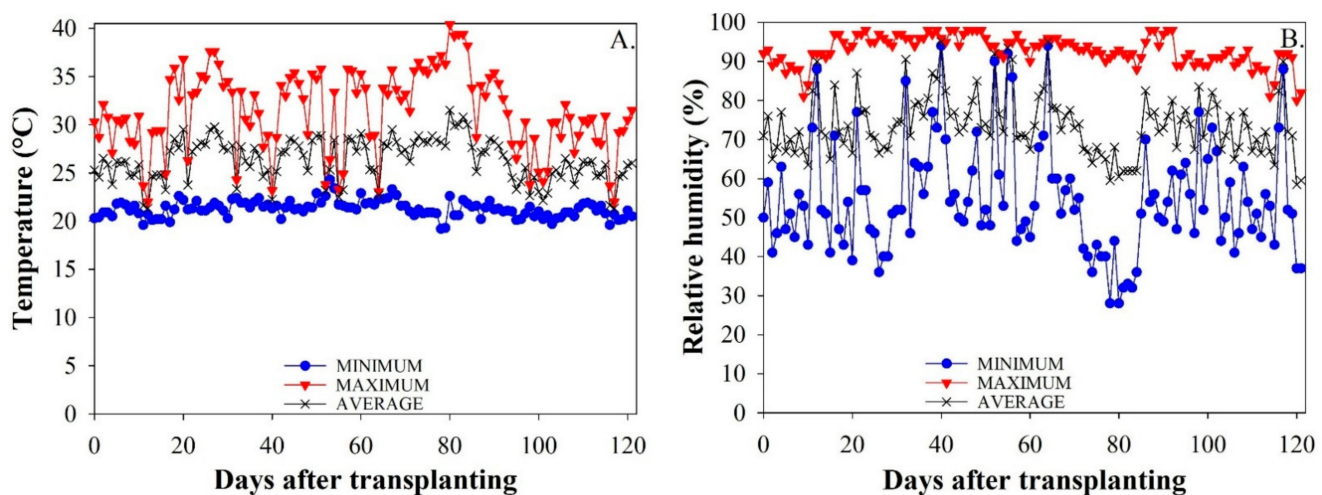 A.
Temperature (°C)
40
35
30
25
20
15
10
5
0
MINIMUM
MAXIMUM
AVERAGE
0 20 40 60 80 100 120
Days after transplanting
B.
Relative humidity (%)
100
90
80
70
60
50
40
30
20
10
0
MINIMUM
MAXIMUM
AVERAGE
0 20 40 60 80 100 120
Days after transplanting